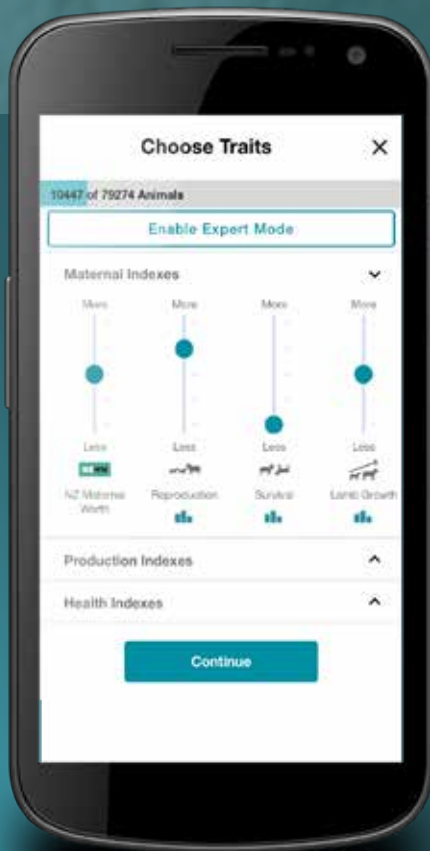 Choose Traits
10447 of 79274 Animals
Enable Expert Mode
Maternal Indexes
More More More More
Less Less Less Less
NZMW
NZ Maternal Worth Reproduction Survival Lamb Growth
Production Indexes
Health Indexes
Continue